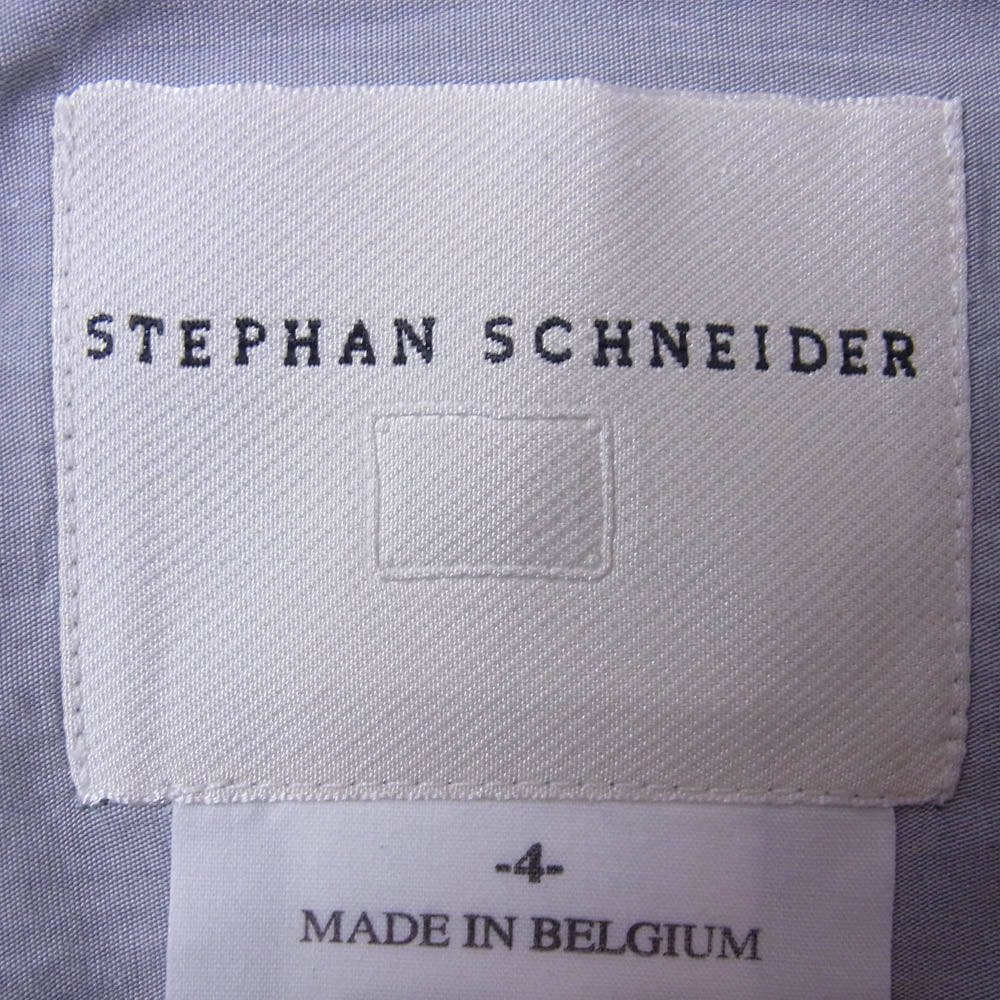 STEPHAN SCHNEIDER
-4-
MADE IN BELGIUM